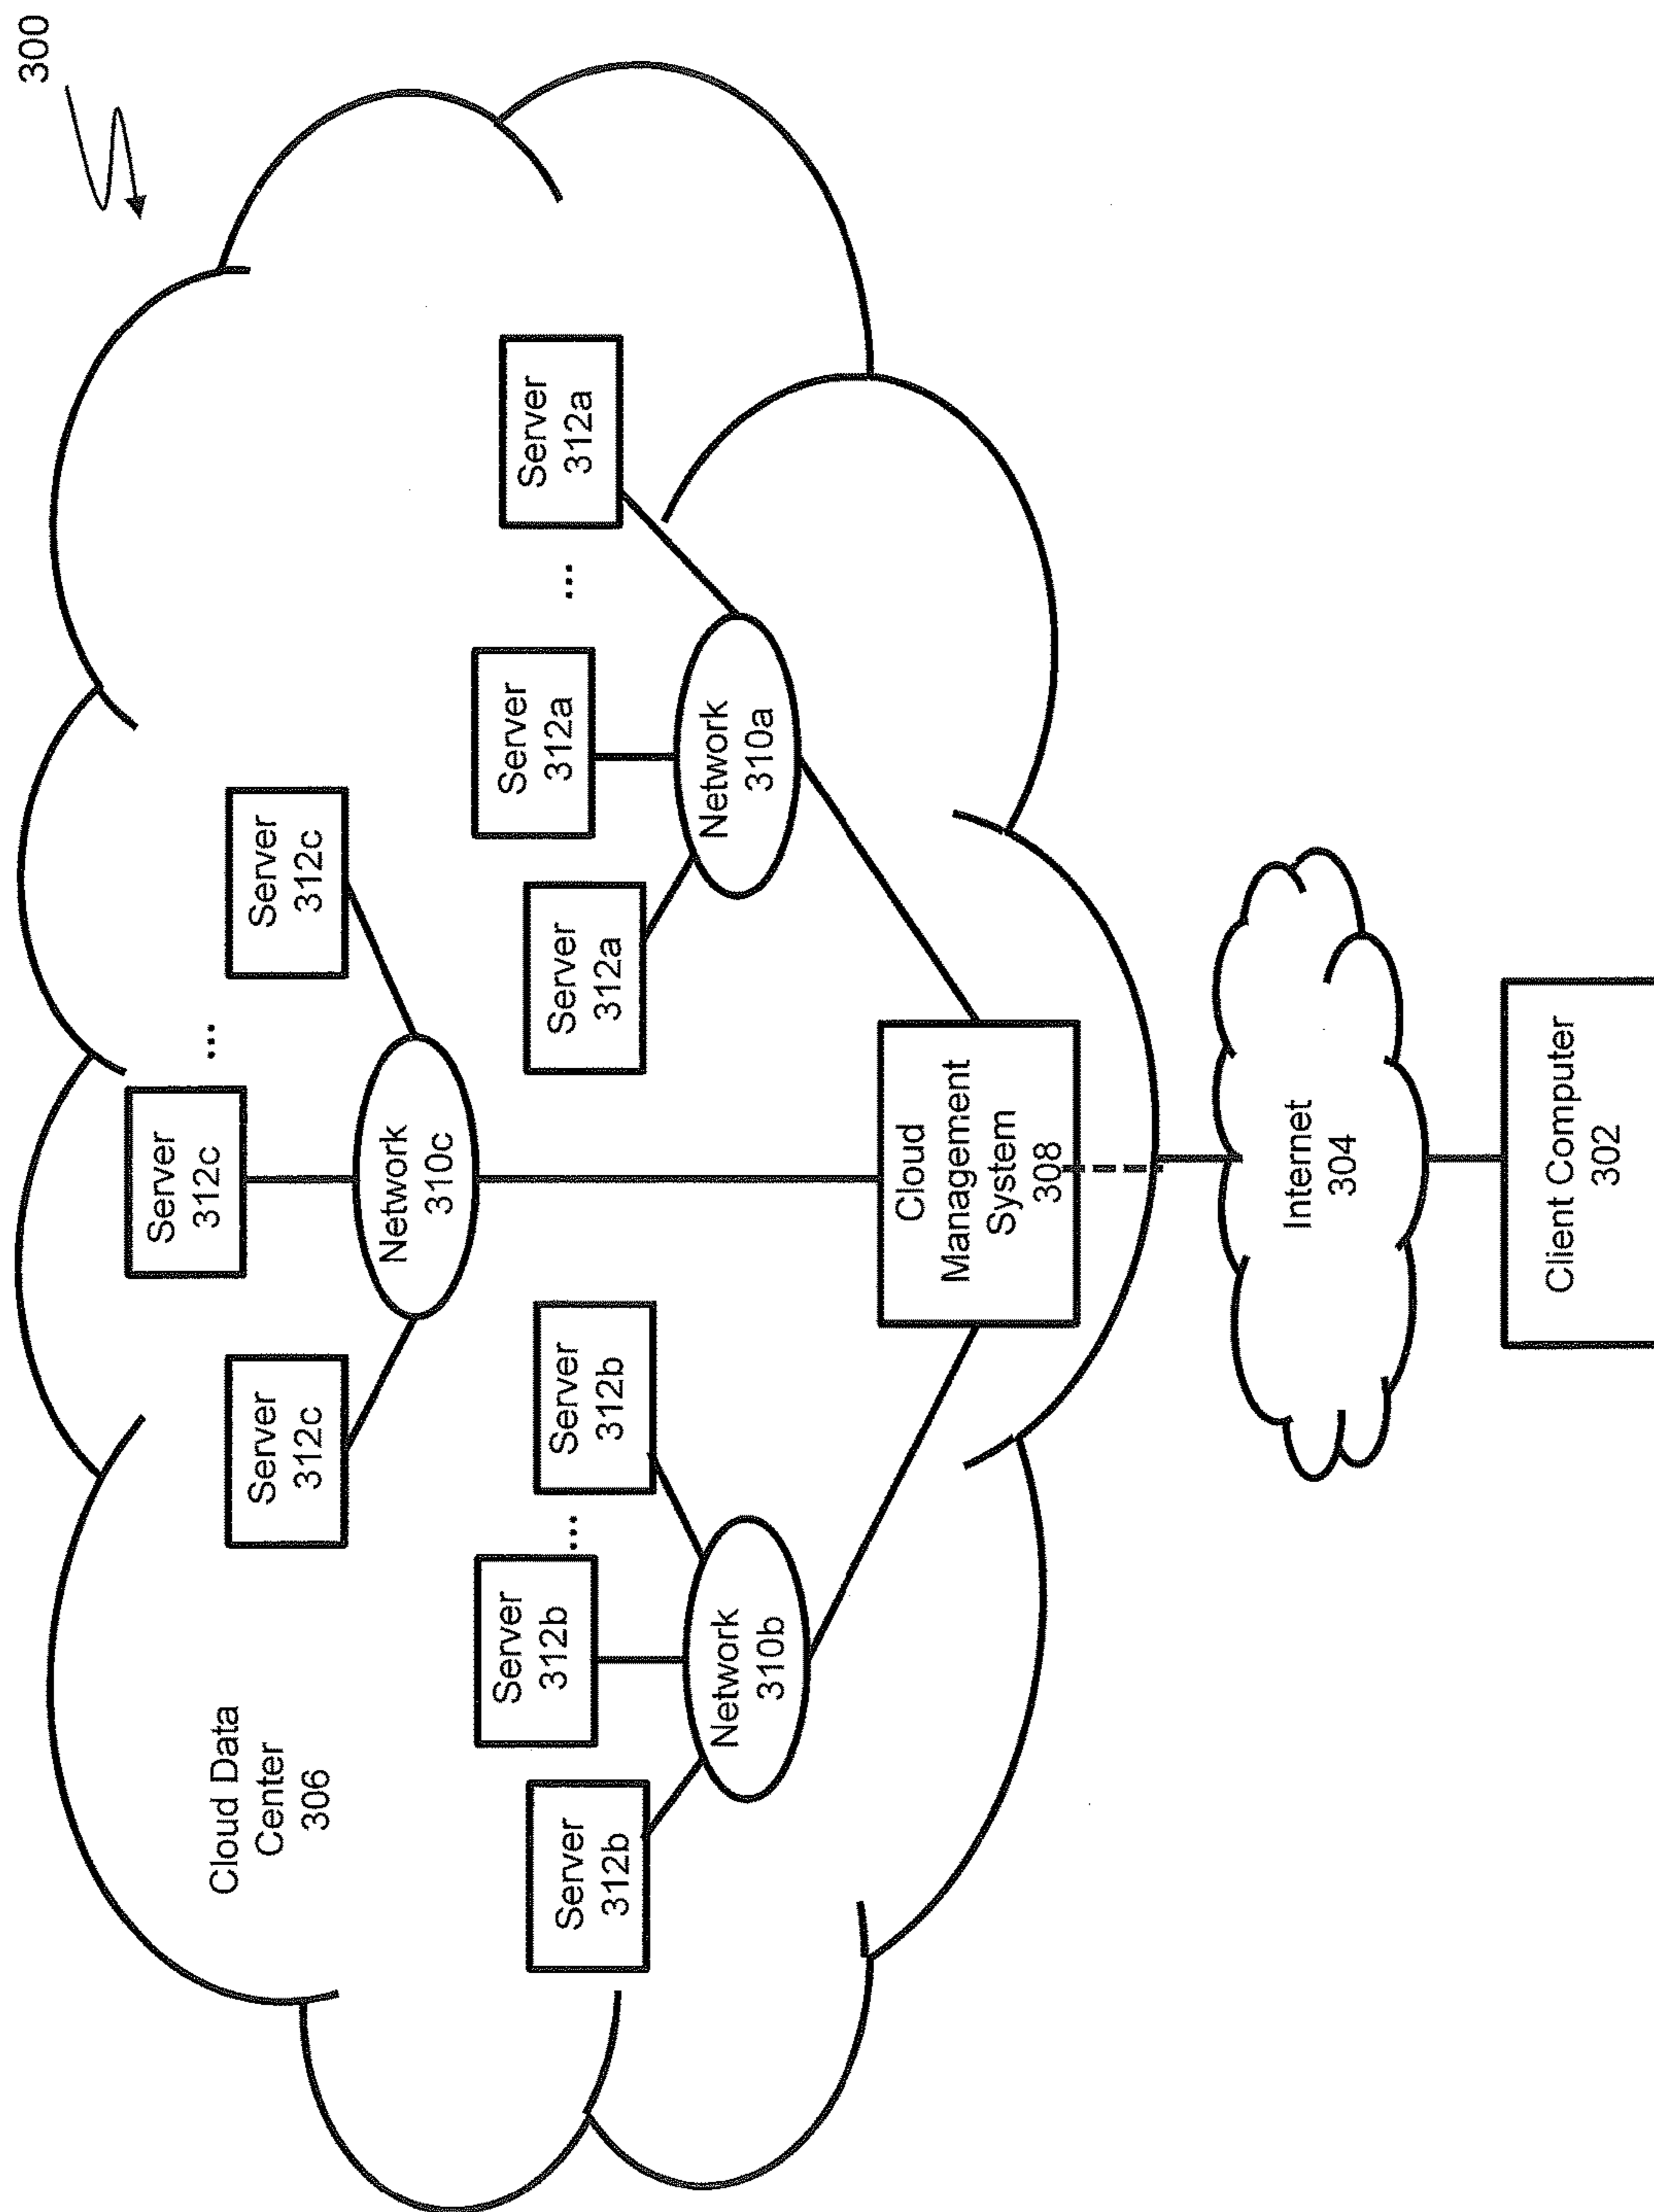 300
Cloud Data
Center
306
Server
312c
...
Server
312c
Server
312c
Network
310c
Server
312b
Server
312b
...
Server
312b
Network
310b
Server
312a
Server
312a
...
Server
312a
Network
310a
Cloud
Management
System
308
Internet
304
Client Computer
302